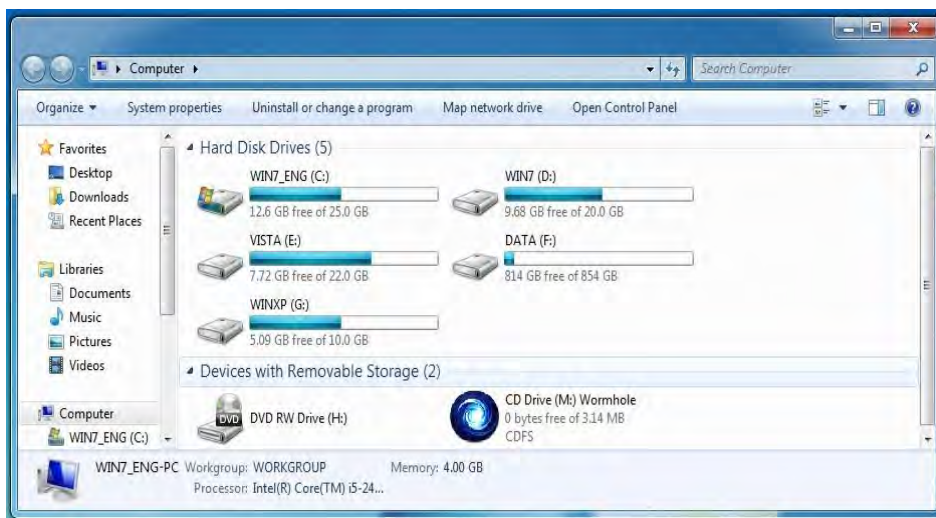 Computer
Search Computer
Organize System properties Uninstall or change a program Map network drive Open Control Panel
Favorites
Desktop
Downloads
Recent Places
Libraries
Documents
Music
Pictures
Videos
Computer
WIN7_ENG (C:)
Hard Disk Drives (5)
WIN7_ENG (C:)
12.6 GB free of 25.0 GB
WIN7 (D:)
9.68 GB free of 20.0 GB
VISTA (E:)
7.72 GB free of 22.0 GB
DATA (F:)
814 GB free of 854 GB
WINXP (G:)
5.09 GB free of 10.0 GB
Devices with Removable Storage (2)
DVD
DVD RW Drive (H:)
CD Drive (M:) Wormhole
0 bytes free of 3.14 MB
CDFS
WIN7_ENG-PC Workgroup: WORKGROUP Memory: 4.00 GB
Processor: Intel(R) Core(TM) i5-24...